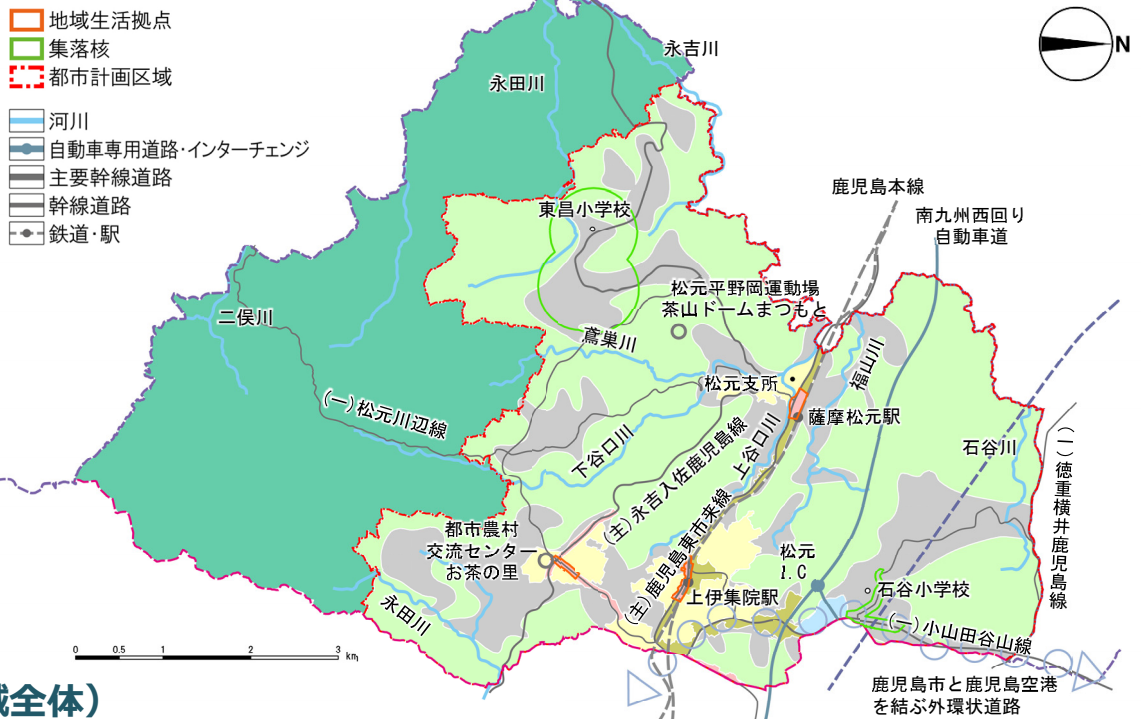 地域生活拠点
集落核
都市計画区域
河川
自動車専用道路・インターチェンジ
主要幹線道路
幹線道路
鉄道・駅
N
永吉川
永田川
東昌小学校
鹿児島本線
南九州西回り
自動車道
松元平野岡運動場
茶山ドームまつもと
二俣川
鳶巣川
福山川
松元支所
薩摩松元駅
(一)松元川辺線
下谷口川
(主)永吉入佐鹿児島線
上谷口川
石谷川
(一)徳重横井鹿児島線
都市農村
交流センター
お茶の里
(主)鹿児島東市来線
松元
I.C
上伊集院駅
石谷小学校
永田川
(一)小山田谷山線
0 0.5 1 2 3 km
鹿児島市と鹿児島空港
を結ぶ外環状道路
域全体）